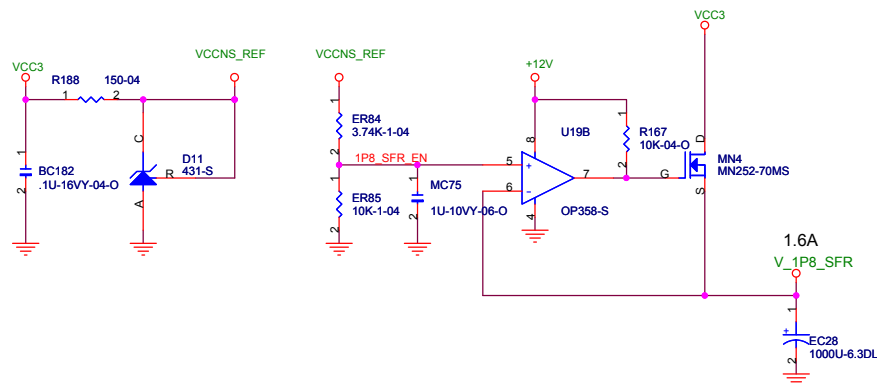 VCC3
R188
150-04
VCCNS_REF
1
2
C
D11
431-S
R
A
1
BC182
.1U-16VY-04-O
2
VCCNS_REF
1
ER84
3.74K-1-04
2
1P8_SFR_EN
1
ER85
10K-1-04
2
1
MC75
1U-10VY-06-O
2
+12V
8
U19B
5
+
6
-
7
4
OP358-S
1
R167
10K-04-O
2
VCC3
D
MN4
MN252-70MS
G
S
1.6A
V_1P8_SFR
1
+
EC28
1000U-6.3DL
2